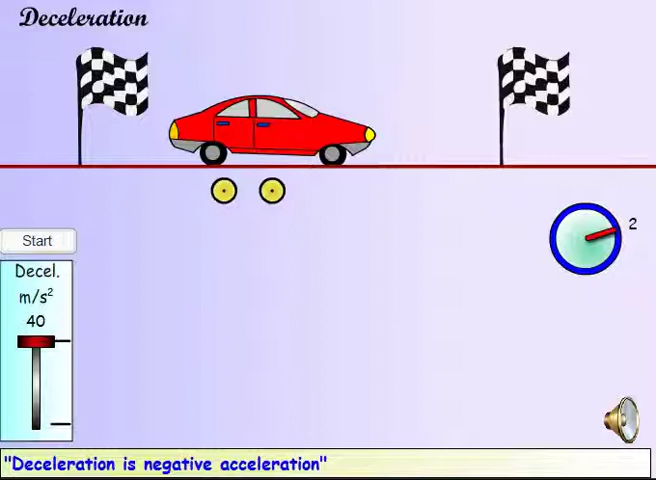 Deceleration
2
Start
Decel.
m/s²
40
"Deceleration is negative acceleration"